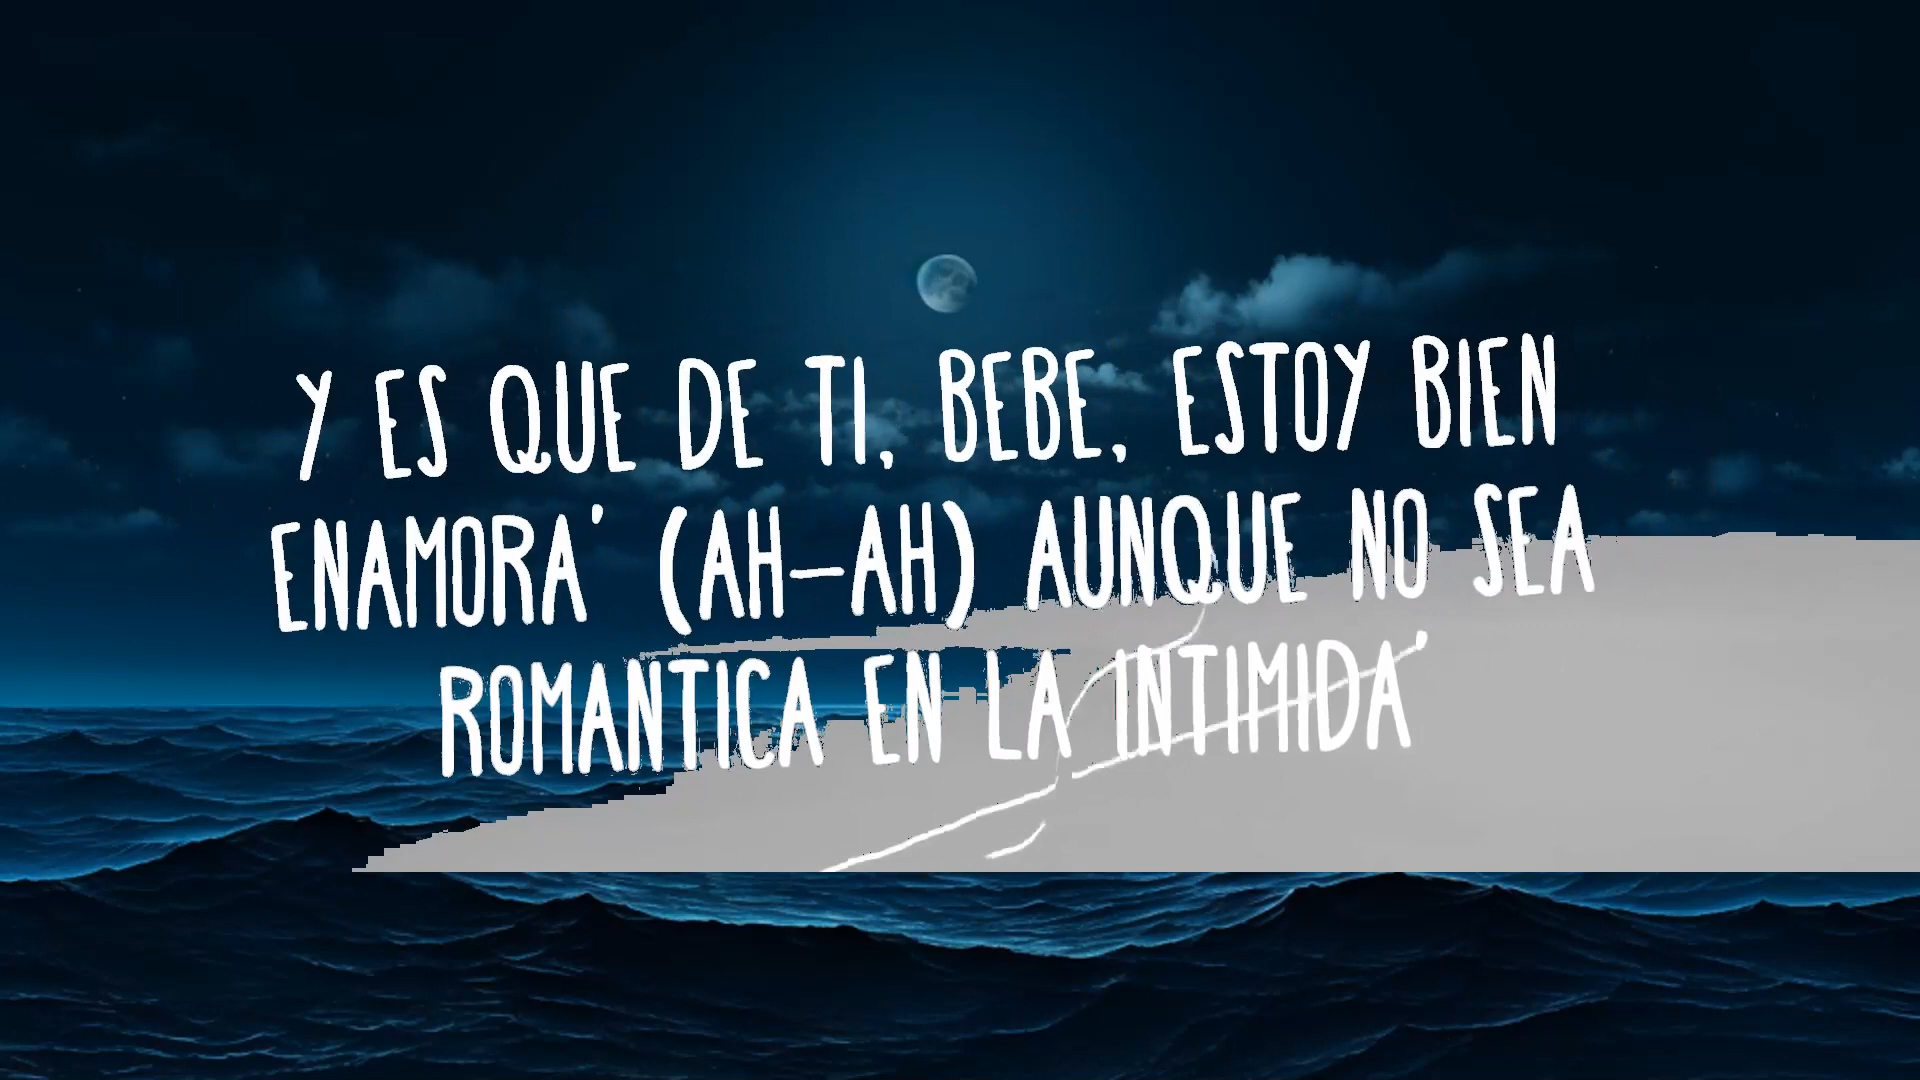 Y ES QUE DE TI, BEBE, ESTOY BIEN
ENAMORA' (AH-AH) AUNQUE NO SEA
ROMANTICA EN LA INTIMIDA'